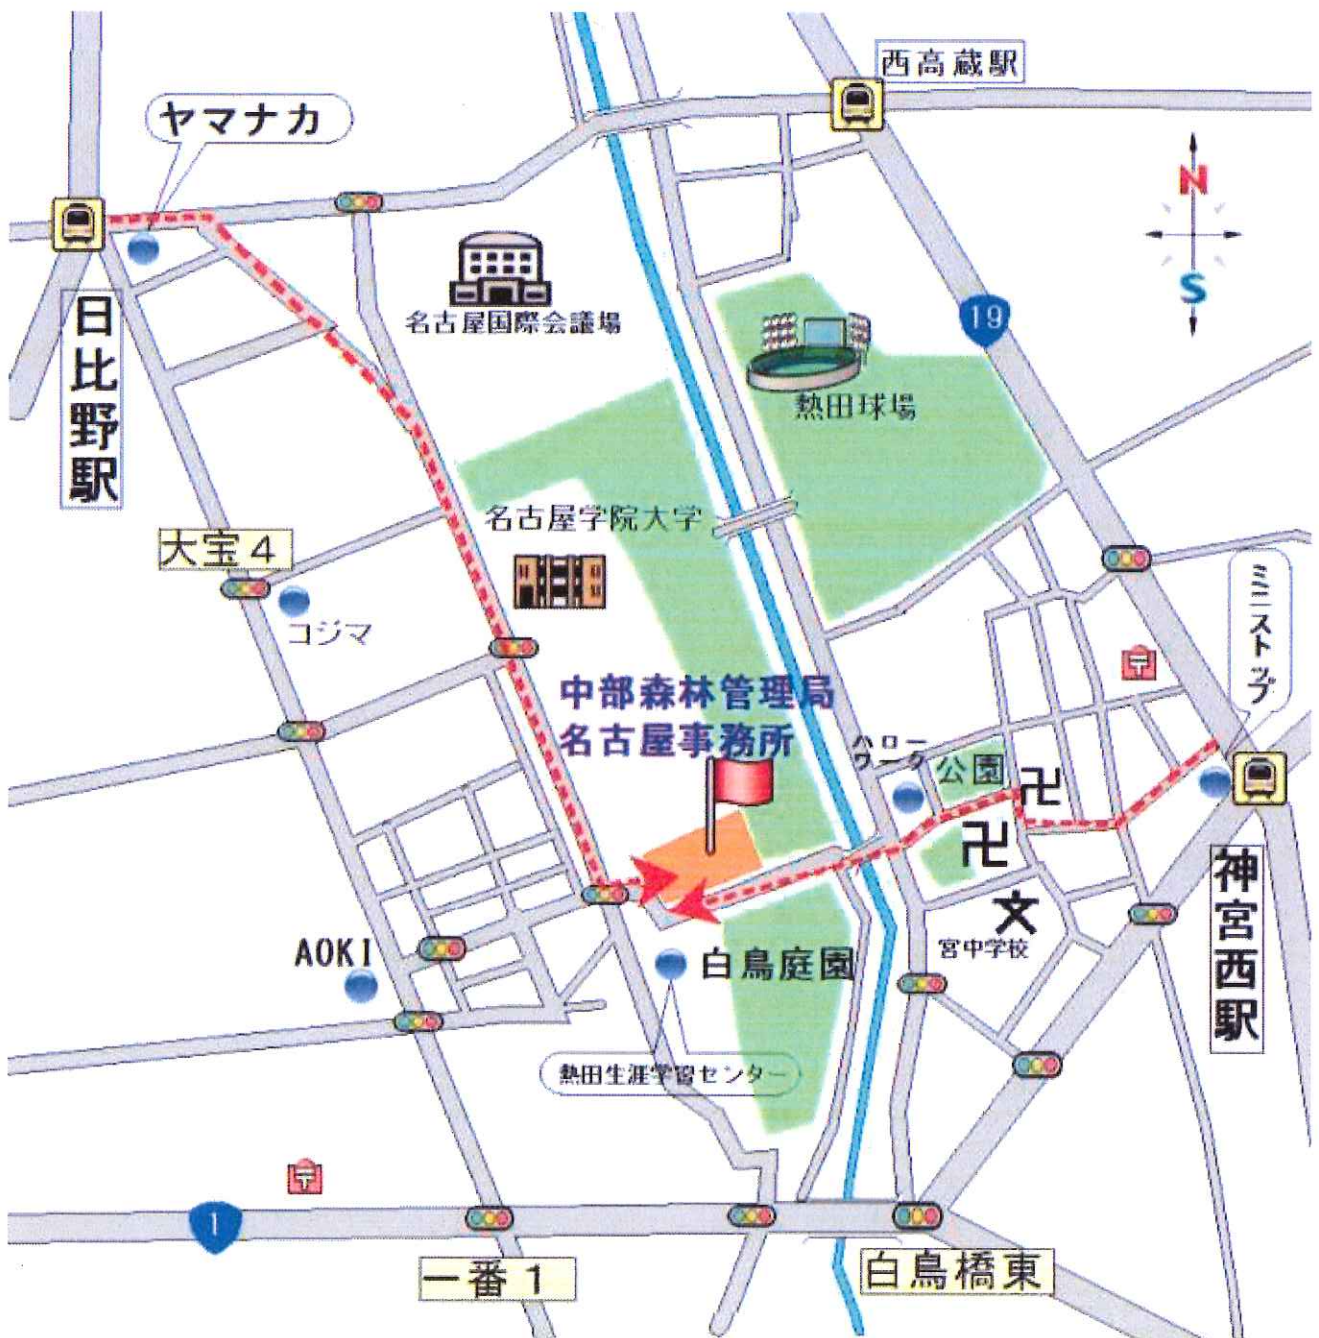 西高蔵駅
ヤマナカ
N
S
日比野駅
名古屋国際会議場
19
熱田球場
名古屋学院大学
大宝4
コジマ
ミニストップ
〒
中部森林管理局
名古屋事務所
ハロー
ワーク
公園
卍
卍
文
宮中学校
神宮西駅
AOKI
白鳥庭園
熱田生涯学習センター
〒
1
一番1
白鳥橋東